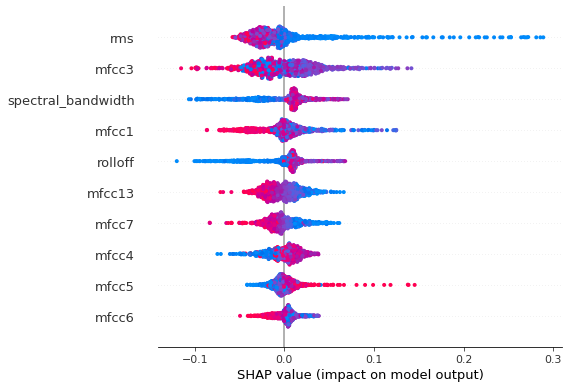 rms
mfcc3
spectral_bandwidth
mfcc1
rolloff
mfcc13
mfcc7
mfcc4
mfcc5
mfcc6
−0.1 0.0 0.1 0.2 0.3
SHAP value (impact on model output)